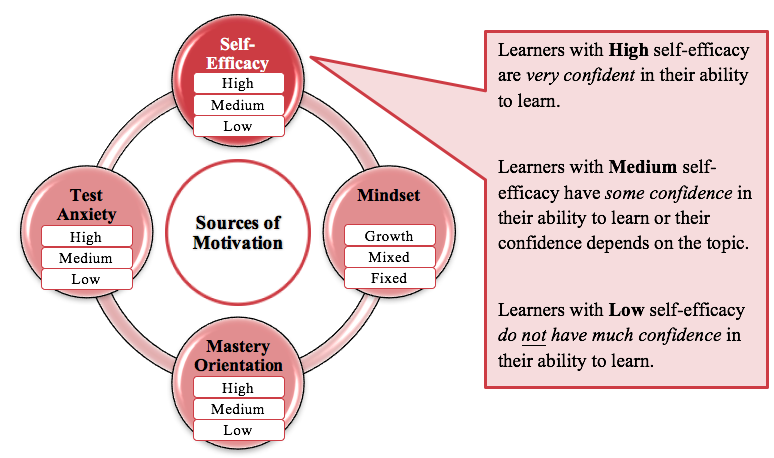 Self-
Efficacy
High
Medium
Low
Test
Anxiety
High
Medium
Low
Sources of
Motivation
Mindset
Growth
Mixed
Fixed
Mastery
Orientation
High
Medium
Low
Learners with High self-efficacy
are very confident in their ability
to learn.
Learners with Medium self-
efficacy have some confidence in
their ability to learn or their
confidence depends on the topic.
Learners with Low self-efficacy
do not have much confidence in
their ability to learn.